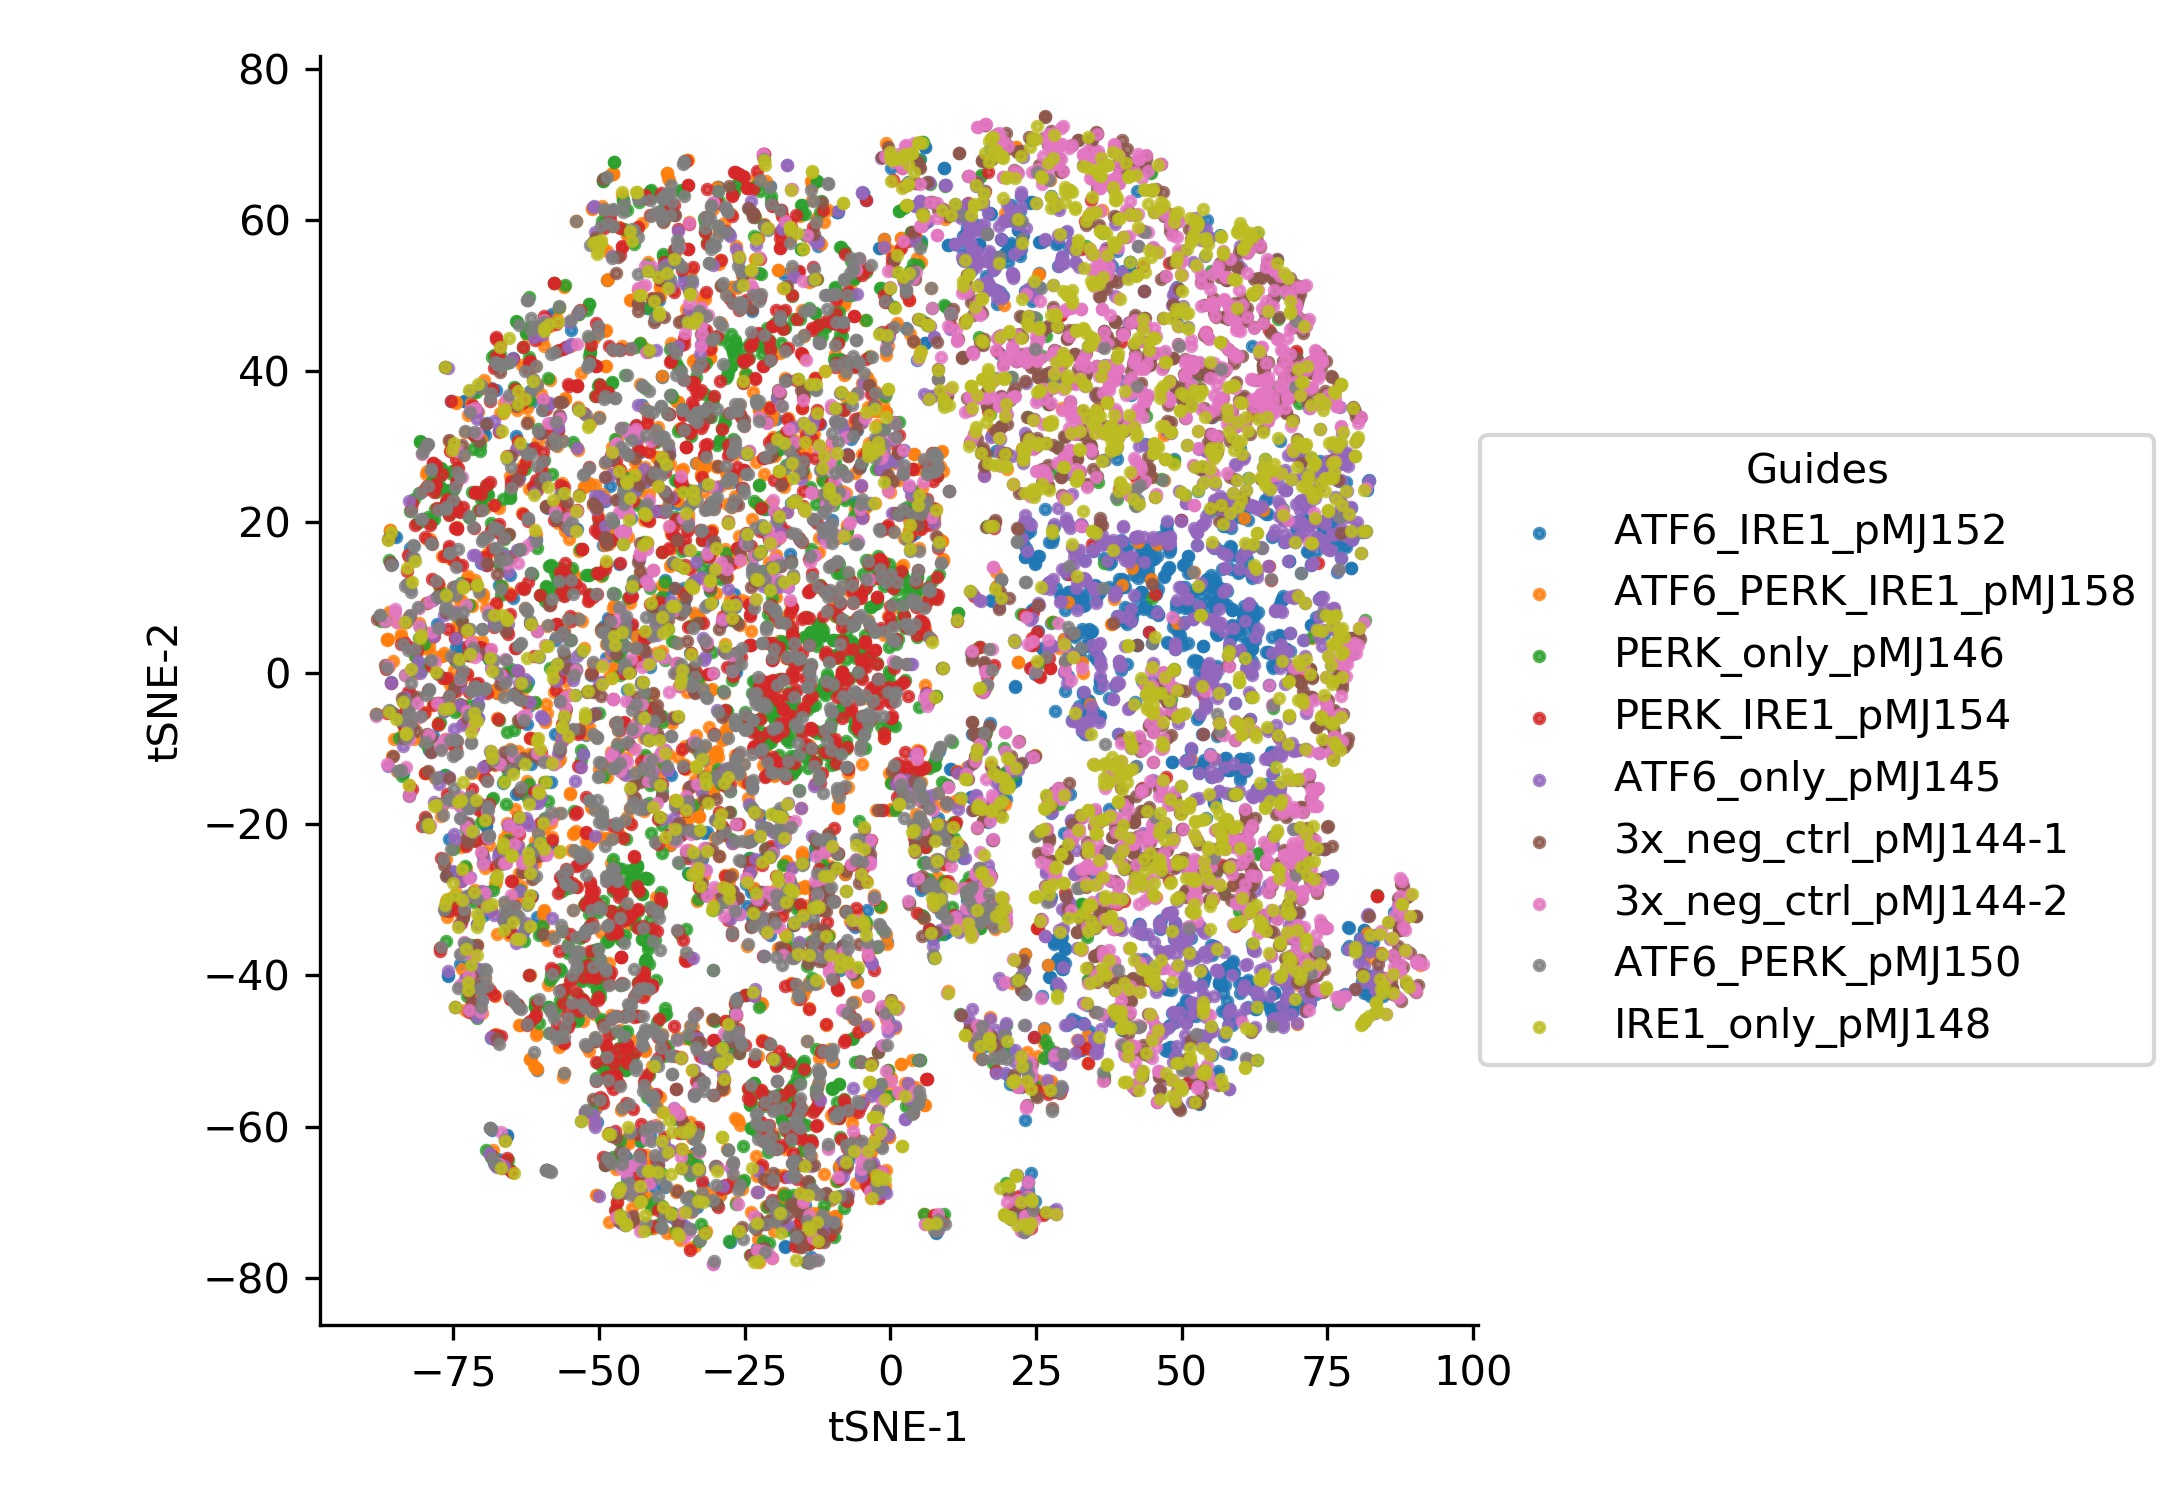 80
60
40
20
0
−20
−40
−60
−80
tSNE-2
−75
−50
−25
0
25
50
75
100
tSNE-1
Guides
ATF6_IRE1_pMJ152
ATF6_PERK_IRE1_pMJ158
PERK_only_pMJ146
PERK_IRE1_pMJ154
ATF6_only_pMJ145
3x_neg_ctrl_pMJ144-1
3x_neg_ctrl_pMJ144-2
ATF6_PERK_pMJ150
IRE1_only_pMJ148